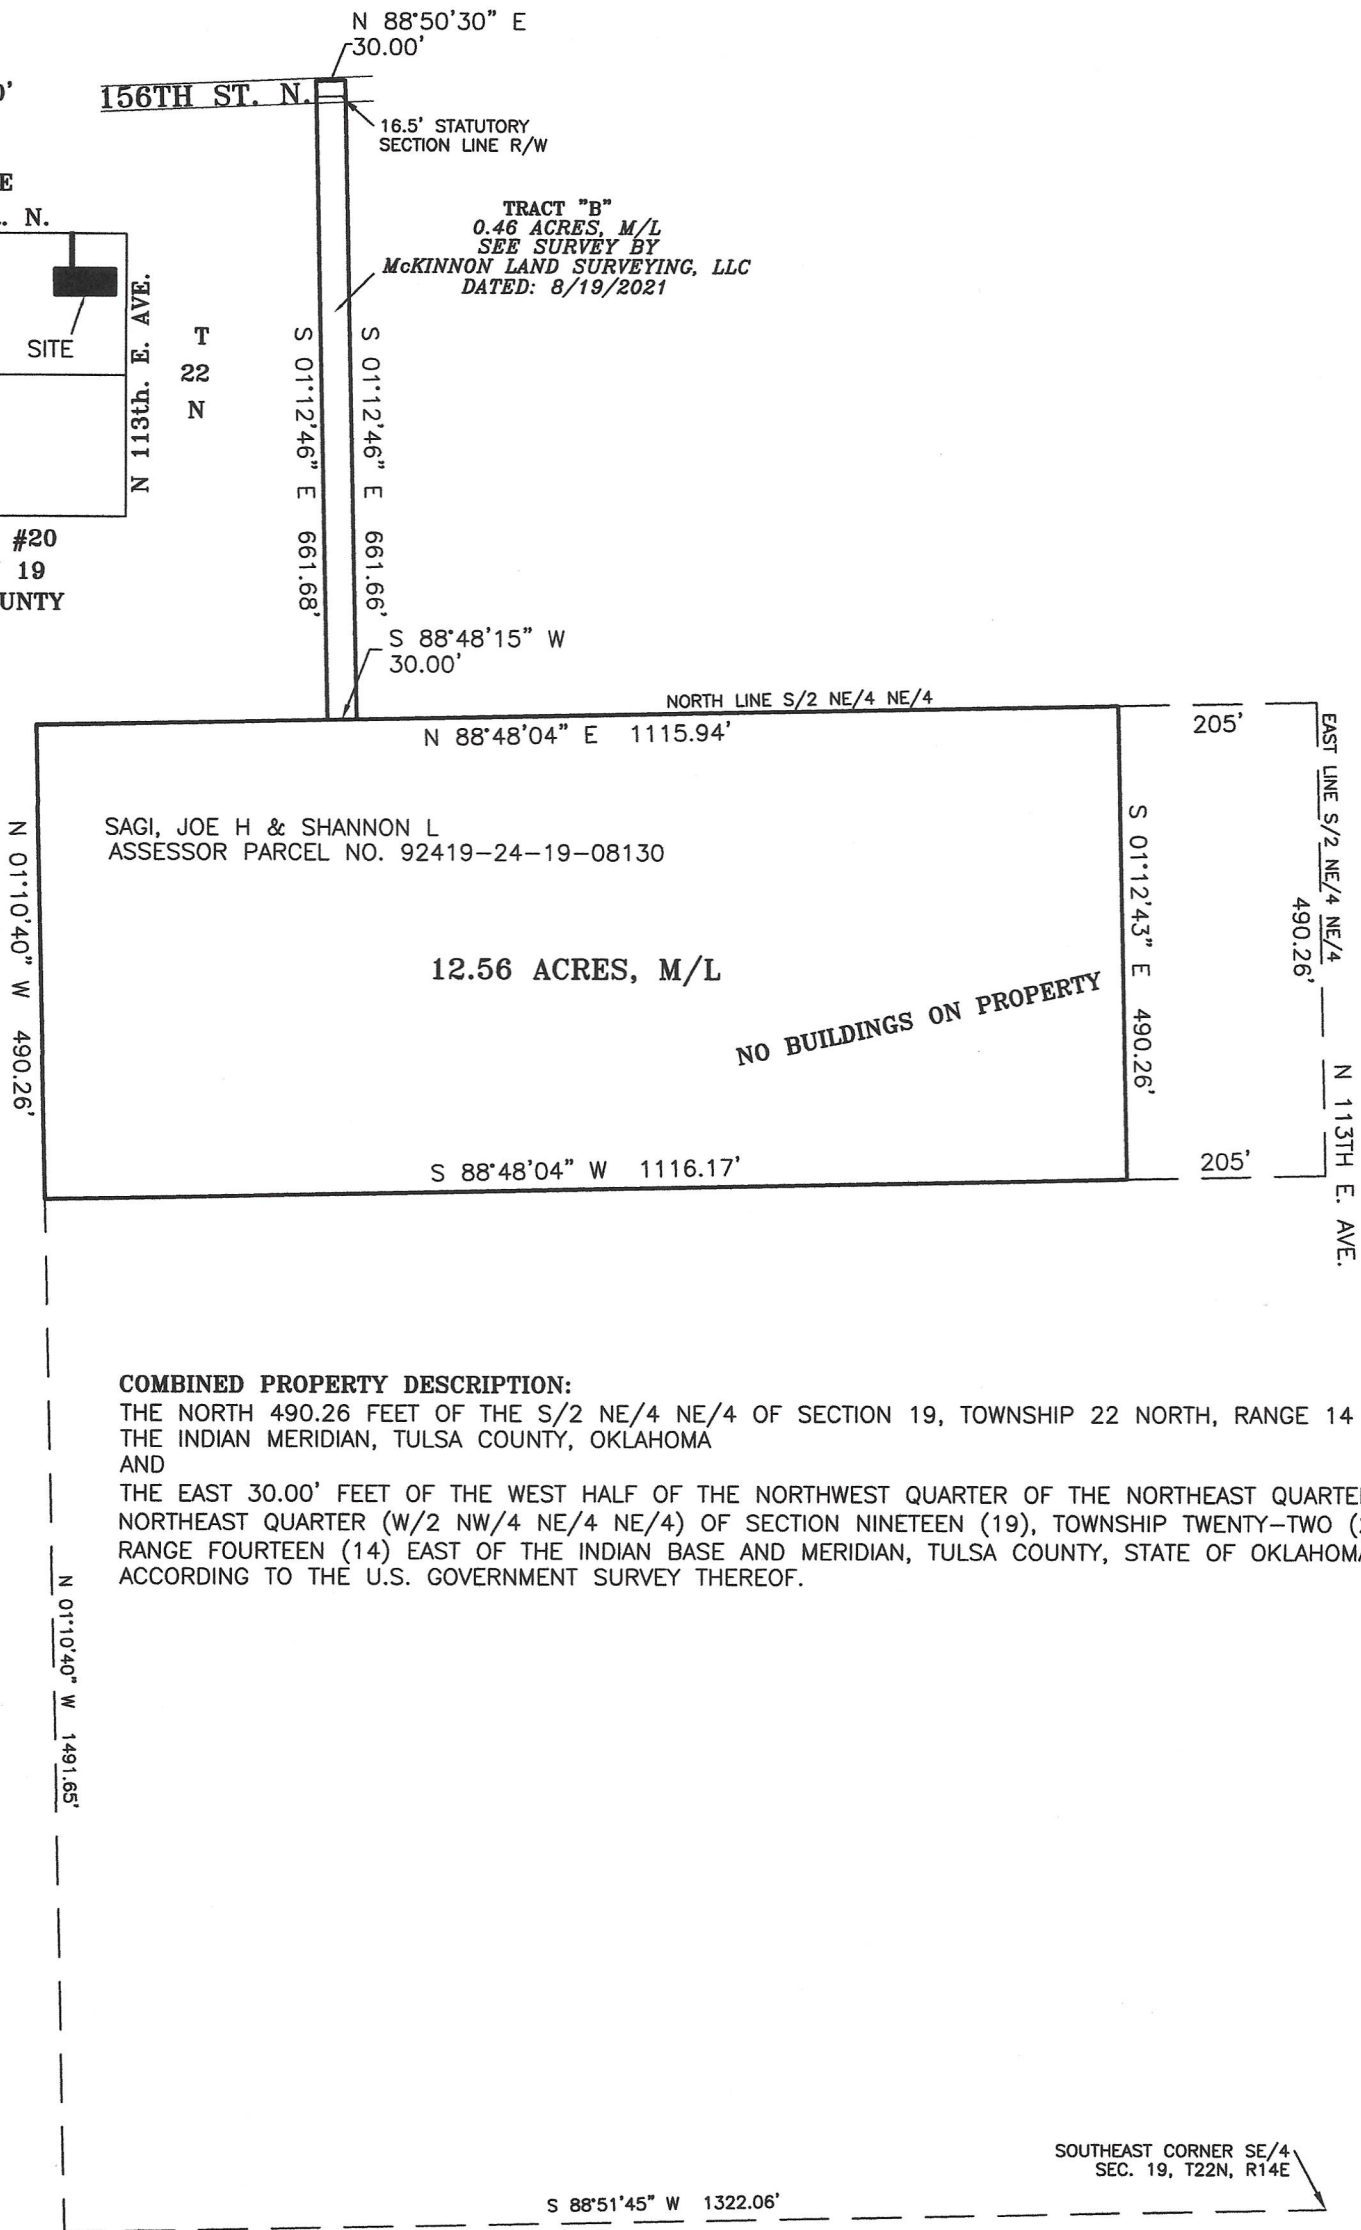 N 88°50'30" E
30.00'
156TH ST. N.
16.5' STATUTORY
SECTION LINE R/W
. N.
TRACT "B"
0.46 ACRES, M/L
SEE SURVEY BY
McKINNON LAND SURVEYING, LLC
DATED: 8/19/2021
SITE
N 113th. E. AVE.
T
22
N
S 01°12'46" E 661.68'
S 01°12'46" E 661.66'
#20
19
UNTY
S 88°48'15" W
30.00'
NORTH LINE S/2 NE/4 NE/4
N 88°48'04" E 1115.94'
205'
EAST LINE S/2 NE/4 NE/4
490.26'
N 113TH E. AVE.
SAGI, JOE H & SHANNON L
ASSESSOR PARCEL NO. 92419-24-19-08130
N 01°10'40" W 490.26'
S 01°12'43" E 490.26'
12.56 ACRES, M/L
NO BUILDINGS ON PROPERTY
S 88°48'04" W 1116.17'
205'
COMBINED PROPERTY DESCRIPTION:
THE NORTH 490.26 FEET OF THE S/2 NE/4 NE/4 OF SECTION 19, TOWNSHIP 22 NORTH, RANGE 14
THE INDIAN MERIDIAN, TULSA COUNTY, OKLAHOMA
AND
THE EAST 30.00' FEET OF THE WEST HALF OF THE NORTHWEST QUARTER OF THE NORTHEAST QUARTE
NORTHEAST QUARTER (W/2 NW/4 NE/4 NE/4) OF SECTION NINETEEN (19), TOWNSHIP TWENTY-TWO (
RANGE FOURTEEN (14) EAST OF THE INDIAN BASE AND MERIDIAN, TULSA COUNTY, STATE OF OKLAHOMA
ACCORDING TO THE U.S. GOVERNMENT SURVEY THEREOF.
N 01°10'40" W 1491.65'
SOUTHEAST CORNER SE/4
SEC. 19, T22N, R14E
S 88°51'45" W 1322.06'